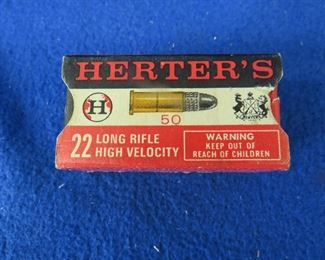 HERTER'S
H
50
22 LONG RIFLE
HIGH VELOCITY
WARNING
KEEP OUT OF
REACH OF CHILDREN